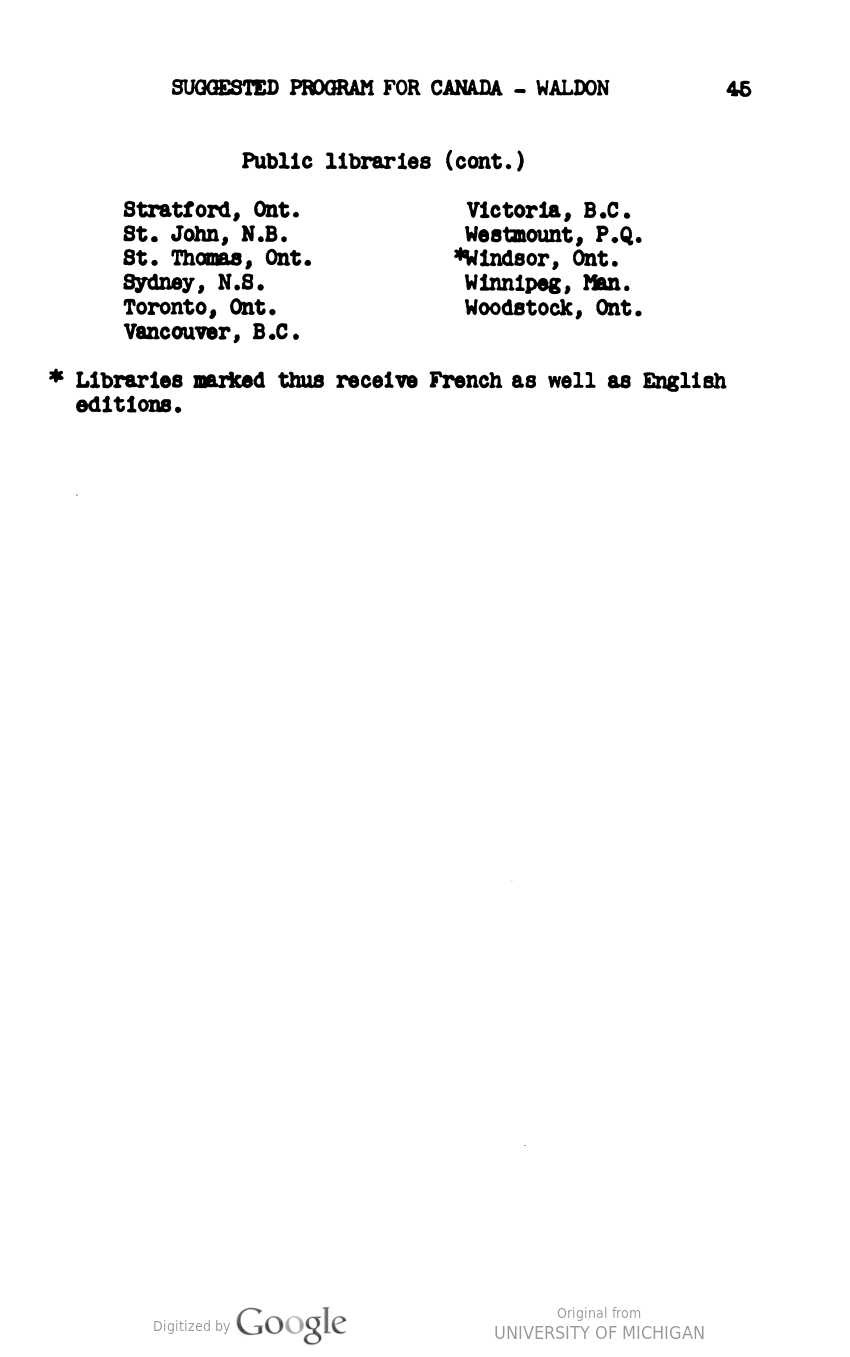 SUGGESTED PROGRAM FOR CANADA - WALDON 45
Public libraries (cont.)
Stratford, Ont.
St. John, N.B.
St. Thomas, Ont.
Sydney, N.S.
Toronto, Ont.
Vancouver, B.C.
Victoria, B.C.
Westmount, P.Q.
*Windsor, Ont.
Winnipeg, Man.
Woodstock, Ont.
* Libraries marked thus receive French as well as English
editions.
Digitized by Google
Original from
UNIVERSITY OF MICHIGAN